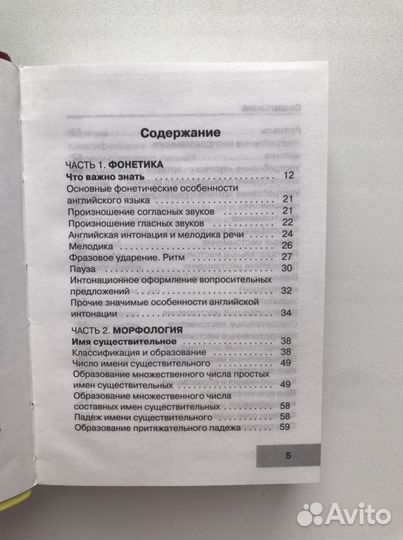 Содержание
ЧАСТЬ 1. ФОНЕТИКА
Что важно знать . . . . . . . . . . . . . . . . . . . . . . 12
Основные фонетические особенности
английского языка . . . . . . . . . . . . . . . . . . . . 21
Произношение согласных звуков . . . . . . . 21
Произношение гласных звуков . . . . . . . . . 22
Английская интонация и мелодика речи . . 24
Мелодика . . . . . . . . . . . . . . . . . . . . . . . . . . . 26
Фразовое ударение. Ритм . . . . . . . . . . . . . 27
Пауза . . . . . . . . . . . . . . . . . . . . . . . . . . . . . . 30
Интонационное оформление вопросительных
предложений . . . . . . . . . . . . . . . . . . . . . . . . 32
Прочие значимые особенности английской
интонации . . . . . . . . . . . . . . . . . . . . . . . . . . 34
ЧАСТЬ 2. МОРФОЛОГИЯ
Имя существительное . . . . . . . . . . . . . . . . 38
Классификация и образование . . . . . . . . . 38
Число имени существительного . . . . . . . . 49
Образование множественного числа простых
имен существительных . . . . . . . . . . . . . . . 49
Образование множественного числа
составных имен существительных . . . . . . 58
Падеж имени существительного . . . . . . . . 58
Образование притяжательного падежа . . . 59
5
Avito